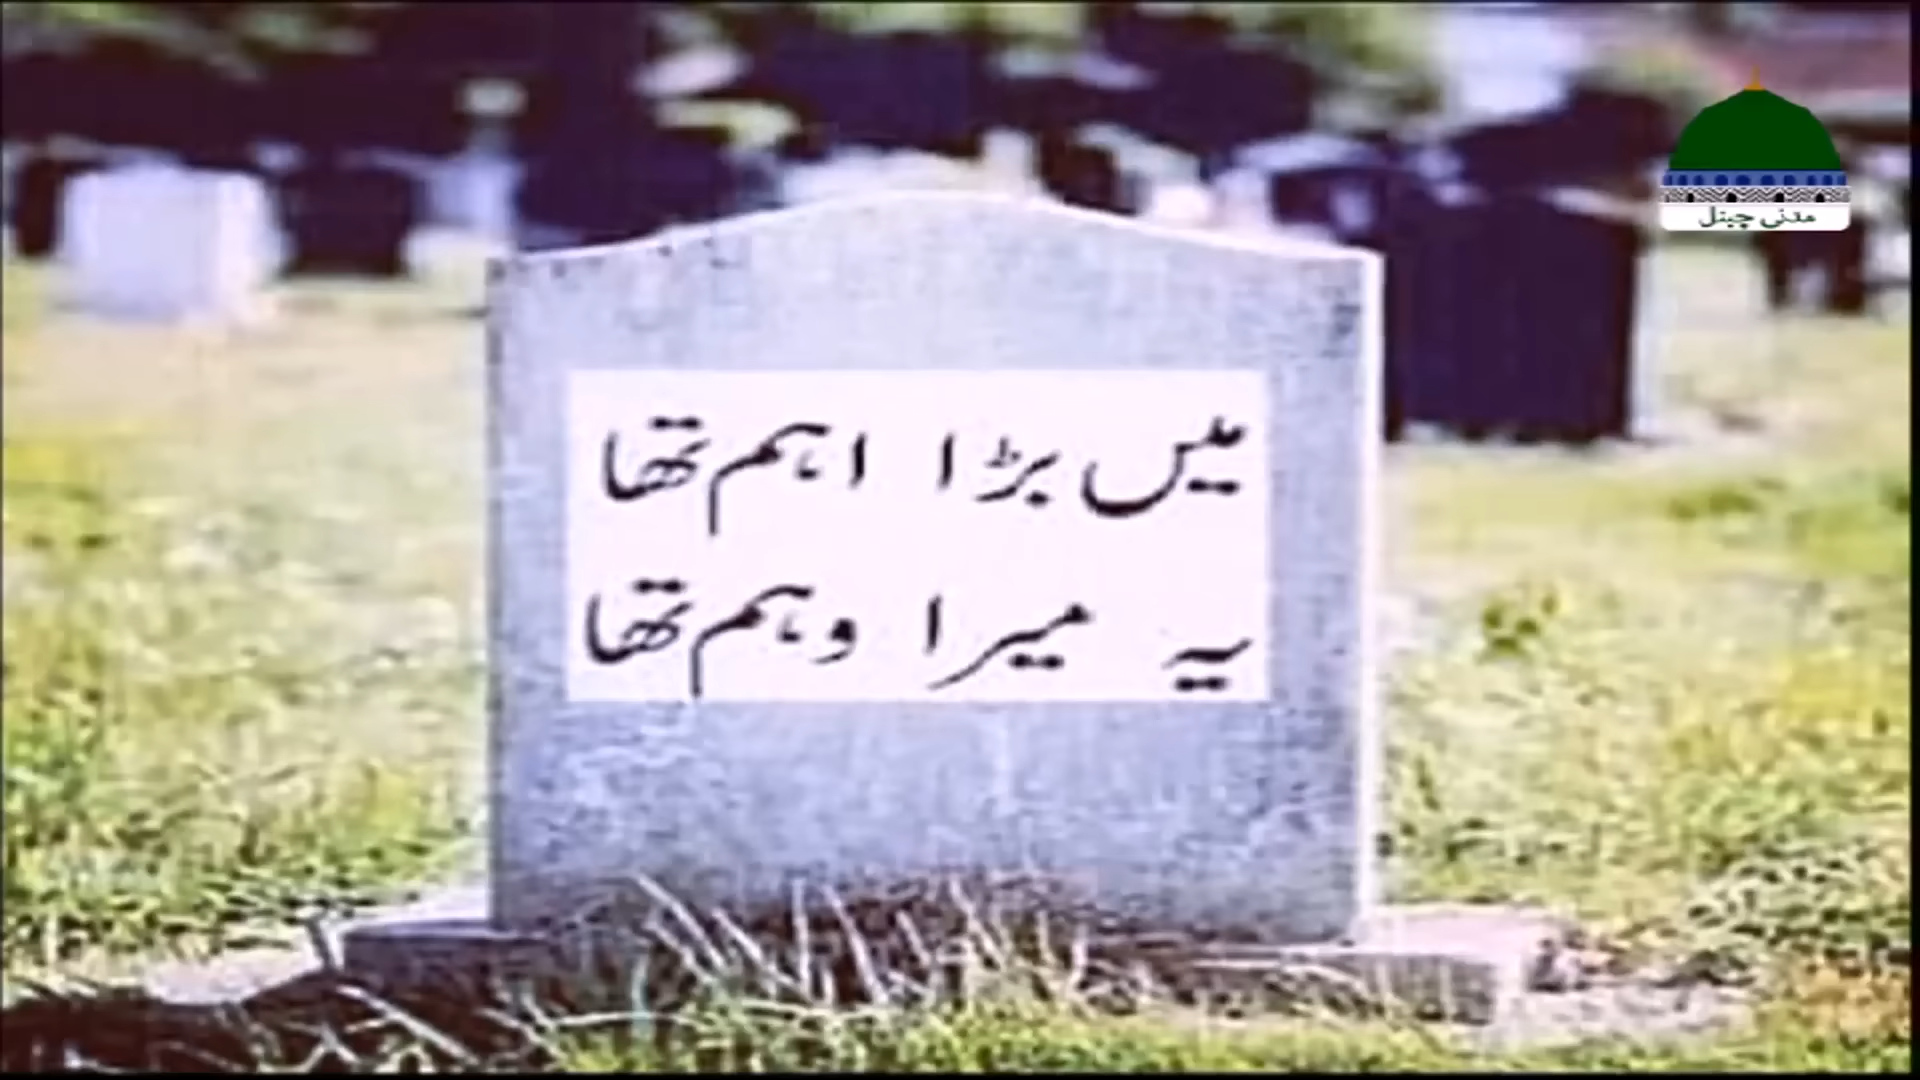 مدنی چینل
میں بڑا اہم تھا
یہ میرا وہم تھا